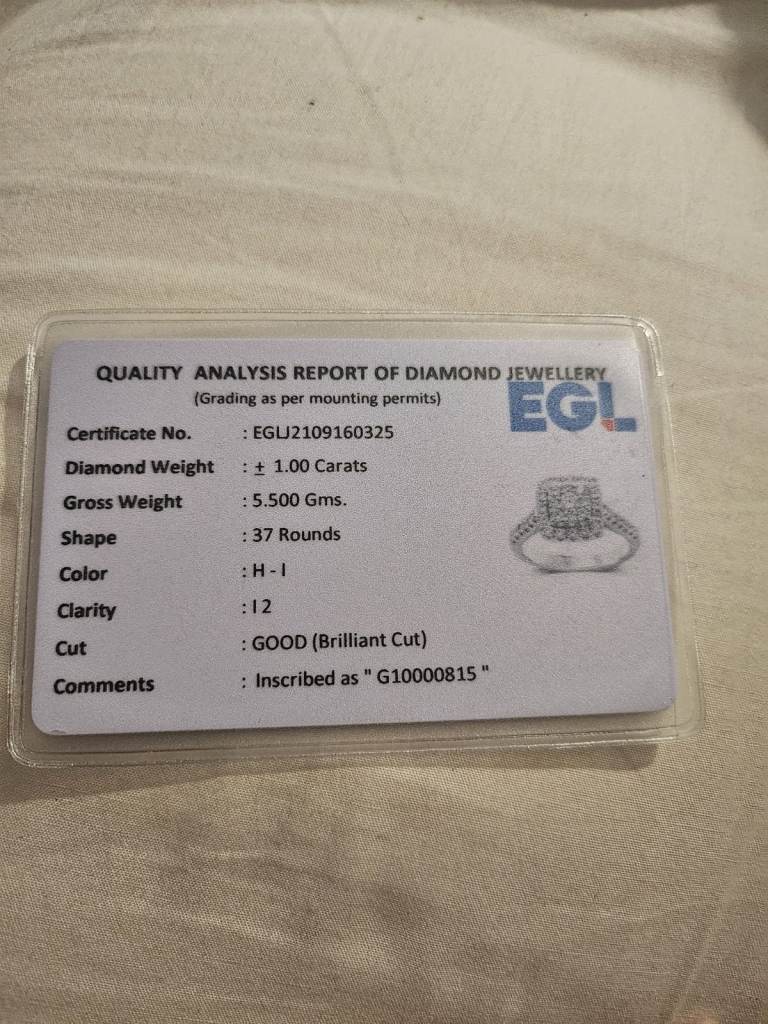 QUALITY ANALYSIS REPORT OF DIAMOND JEWELLERY
(Grading as per mounting permits)
EGL
Certificate No. : EGLJ2109160325
Diamond Weight : ± 1.00 Carats
Gross Weight : 5.500 Gms.
Shape : 37 Rounds
Color : H - I
Clarity : I 2
Cut : GOOD (Brilliant Cut)
Comments : Inscribed as " G10000815 "